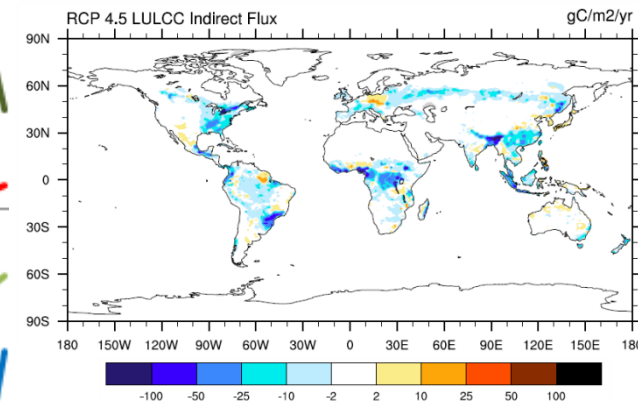 RCP 4.5 LULCC Indirect Flux gC/m2/yr
90N
60N
30N
0
30S
60S
90S
180 150W 120W 90W 60W 30W 0 30E 60E 90E 120E 150E 18
-100 -50 -25 -10 -2 2 10 25 50 100